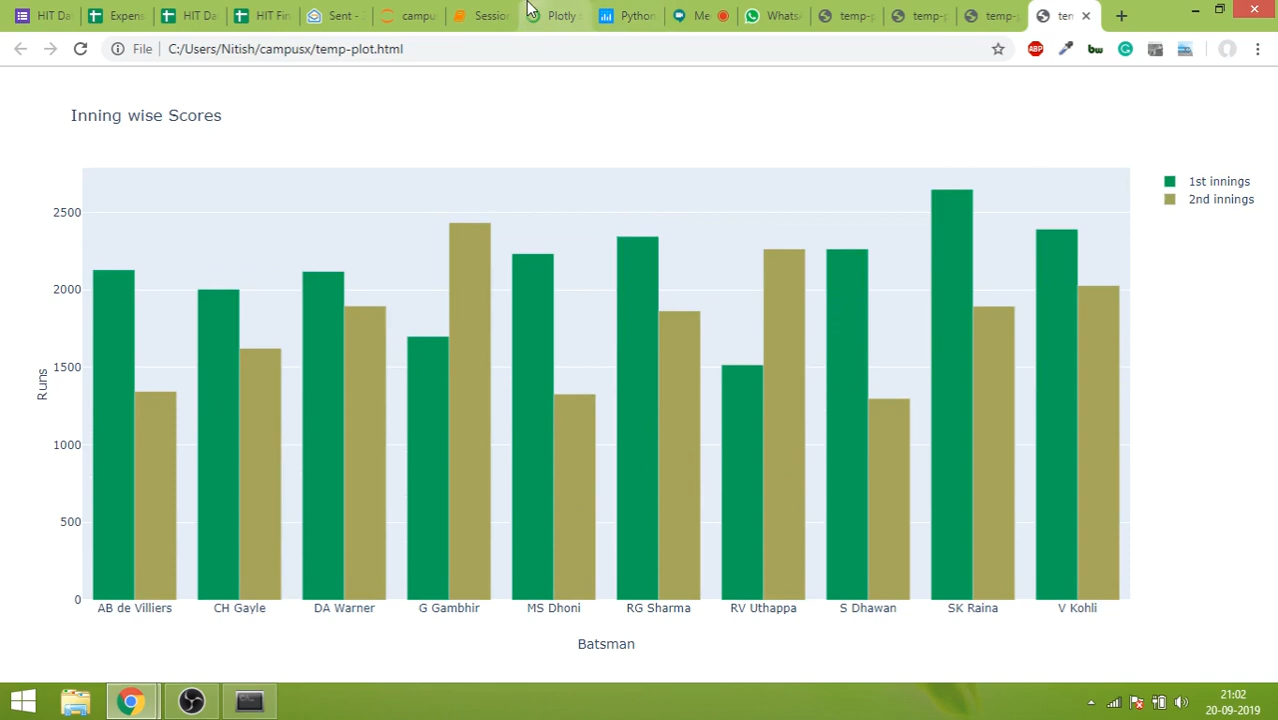 HIT Da
Expens
HIT Da
HIT Fin
Sent - 
campu
Session
Plotly
Python
Me
Whats
temp-p
temp-p
temp-p
ten
File
C:/Users/Nitish/campusx/temp-plot.html
ABP
bw
Inning wise Scores
1st innings
2nd innings
2500
2000
1500
1000
500
0
Runs
AB de Villiers
CH Gayle
DA Warner
G Gambhir
MS Dhoni
RG Sharma
RV Uthappa
S Dhawan
SK Raina
V Kohli
Batsman
21:02
20-09-2019